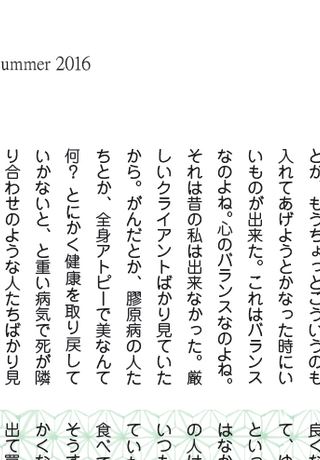 ummer 2016
とか、もうちょっとこういうのも
入れてあげようとかなった時にい
いものが出来た。これはバランス
なのよね。心のバランスなのよね。
それは昔の私は出来なかった。厳
しいクライアントばかり見ていた
から。がんだとか、膠原病の人た
ちとか、全身アトピーで美なんて
何？とにかく健康を取り戻して
いかないと、と重い病気で死が隣
り合わせのような人たちばかり見
良くな
て、ゆ
といっ
はなか
の人は
いつも
てい
食べて
そうす
かくな
出て